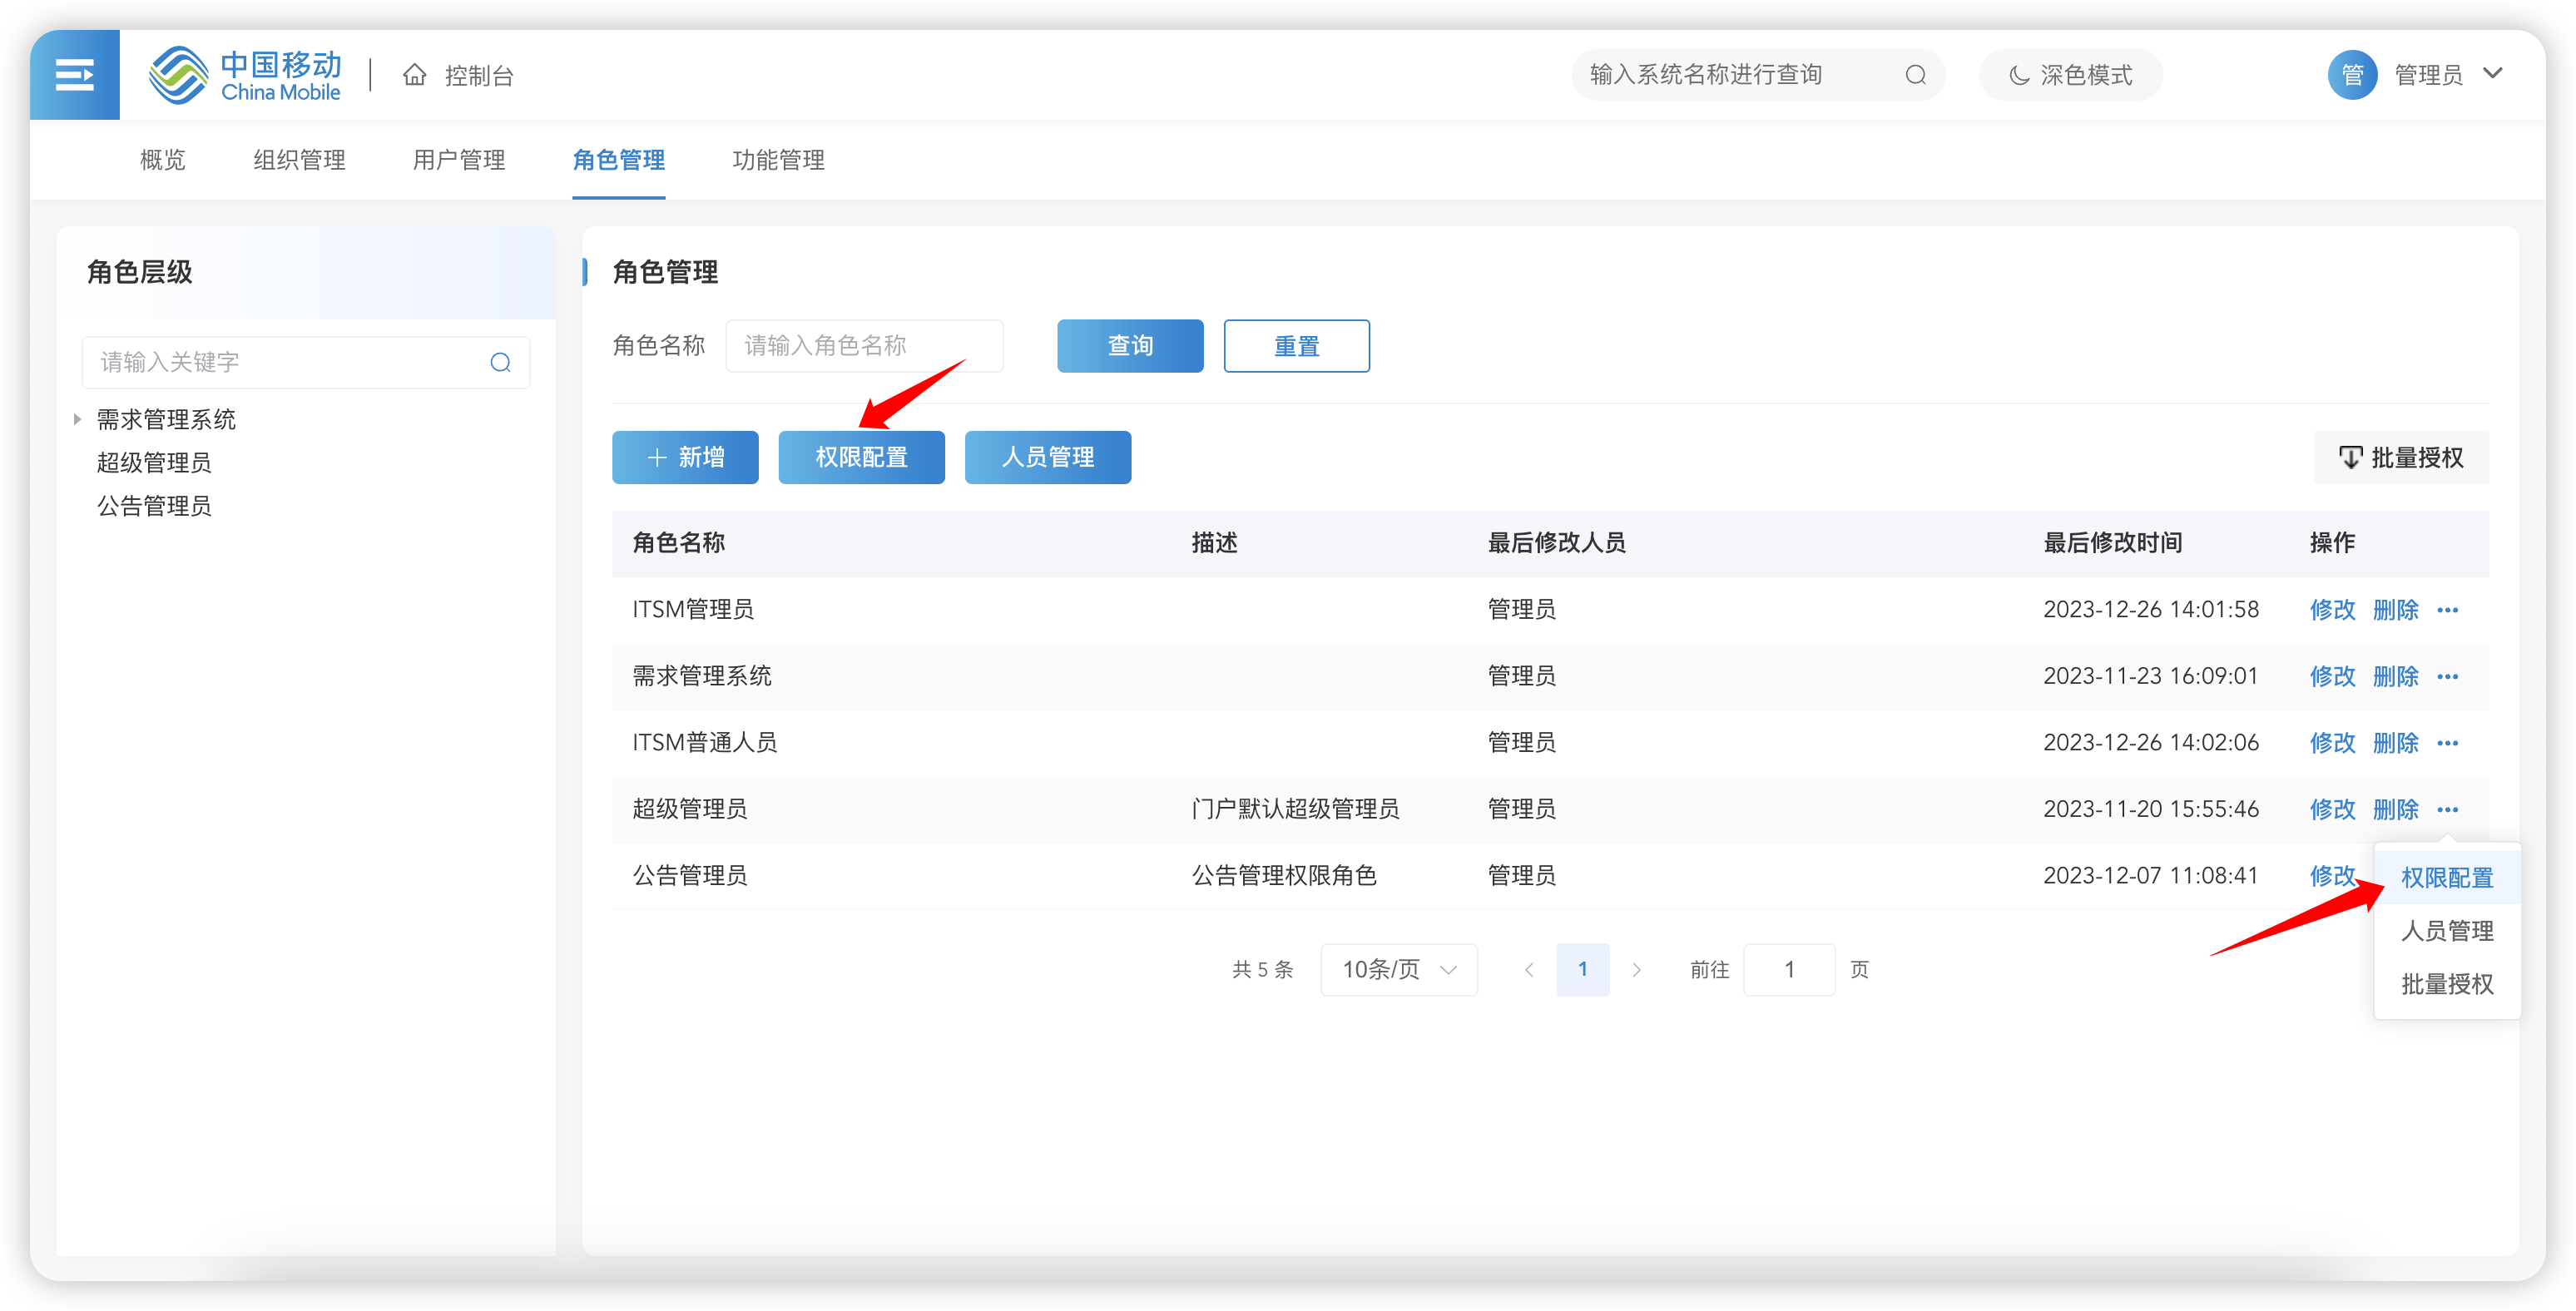 中国移动
China Mobile
控制台
输入系统名称进行查询
深色模式
管
管理员
概览 组织管理 用户管理 角色管理 功能管理
角色层级
请输入关键字
需求管理系统
超级管理员
公告管理员
角色管理
角色名称 请输入角色名称 查询 重置
新增 权限配置 人员管理 批量授权
角色名称 描述 最后修改人员 最后修改时间 操作
ITSM管理员 管理员 2023-12-26 14:01:58 修改 删除 •••
需求管理系统 管理员 2023-11-23 16:09:01 修改 删除 •••
ITSM普通人员 管理员 2023-12-26 14:02:06 修改 删除 •••
超级管理员 门户默认超级管理员 管理员 2023-11-20 15:55:46 修改 删除 •••
公告管理员 公告管理权限角色 管理员 2023-12-07 11:08:41 修改
权限配置
人员管理
批量授权
共 5 条 10条/页 1 前往 1 页